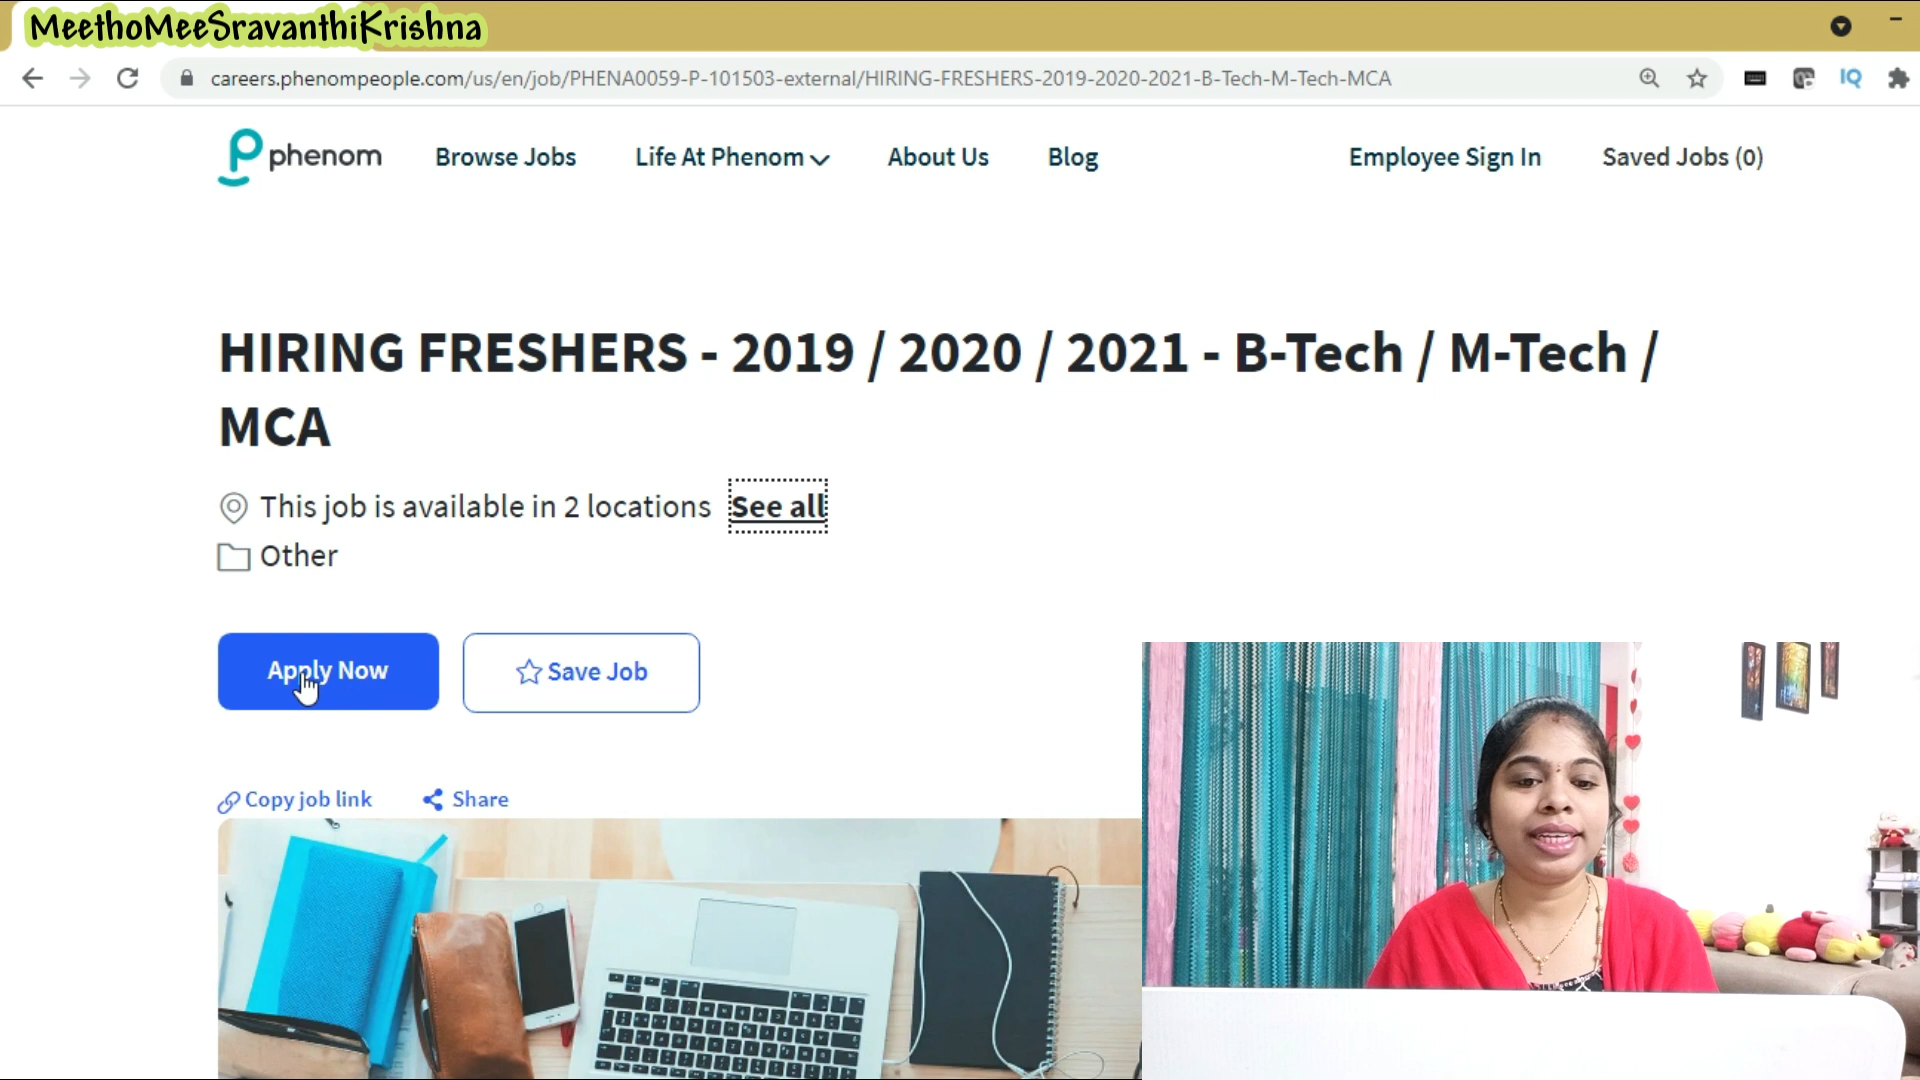 MeethoMeeSravanthiKrishna
careers.phenompeople.com/us/en/job/PHENA0059-P-101503-external/HIRING-FRESHERS-2019-2020-2021-B-Tech-M-Tech-MCA
IQ
phenom
Browse Jobs
Life At Phenom
About Us
Blog
Employee Sign In
Saved Jobs (0)
HIRING FRESHERS - 2019 / 2020 / 2021 - B-Tech / M-Tech /
MCA
This job is available in 2 locations See all
Other
Apply Now
Save Job
Copy job link
Share